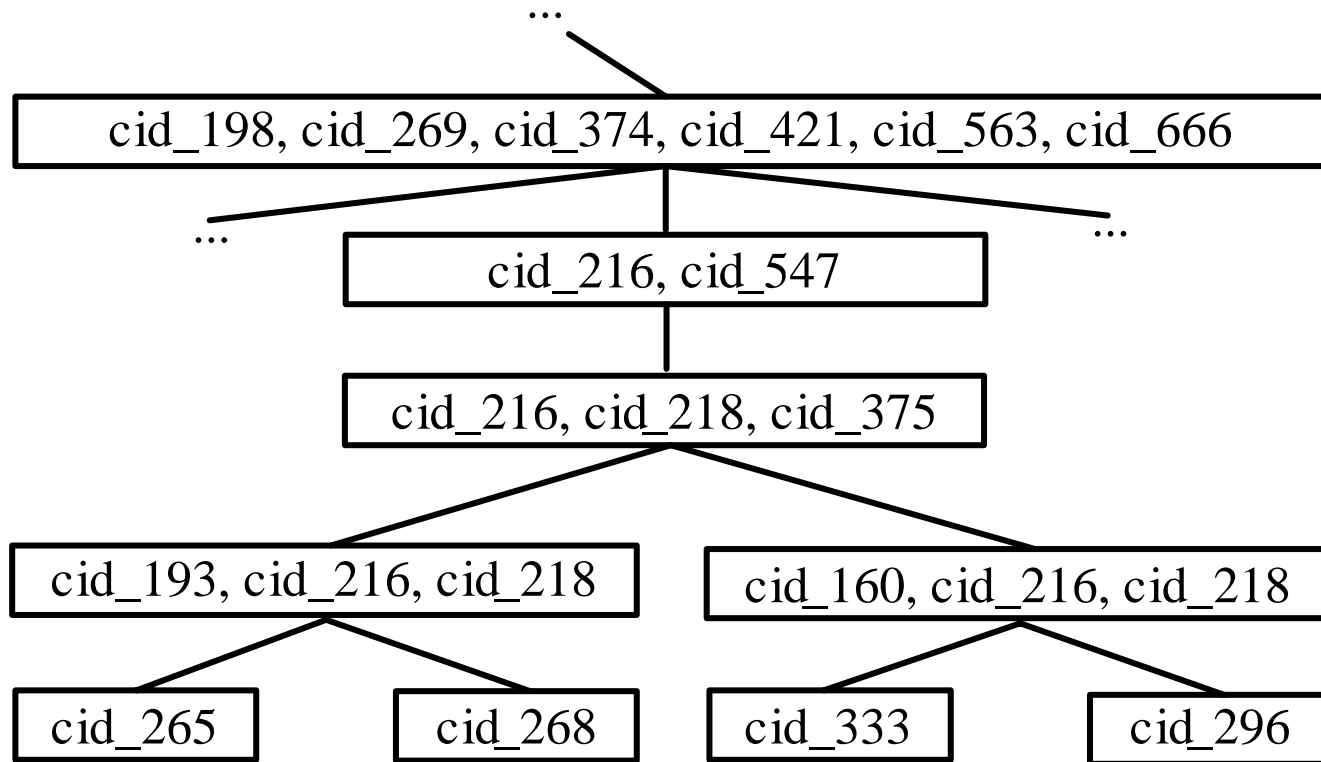 ...
cid_198, cid_269, cid_374, cid_421, cid_563, cid_666
... ...
cid_216, cid_547
cid_216, cid_218, cid_375
cid_193, cid_216, cid_218 cid_160, cid_216, cid_218
cid_265 cid_268 cid_333 cid_296